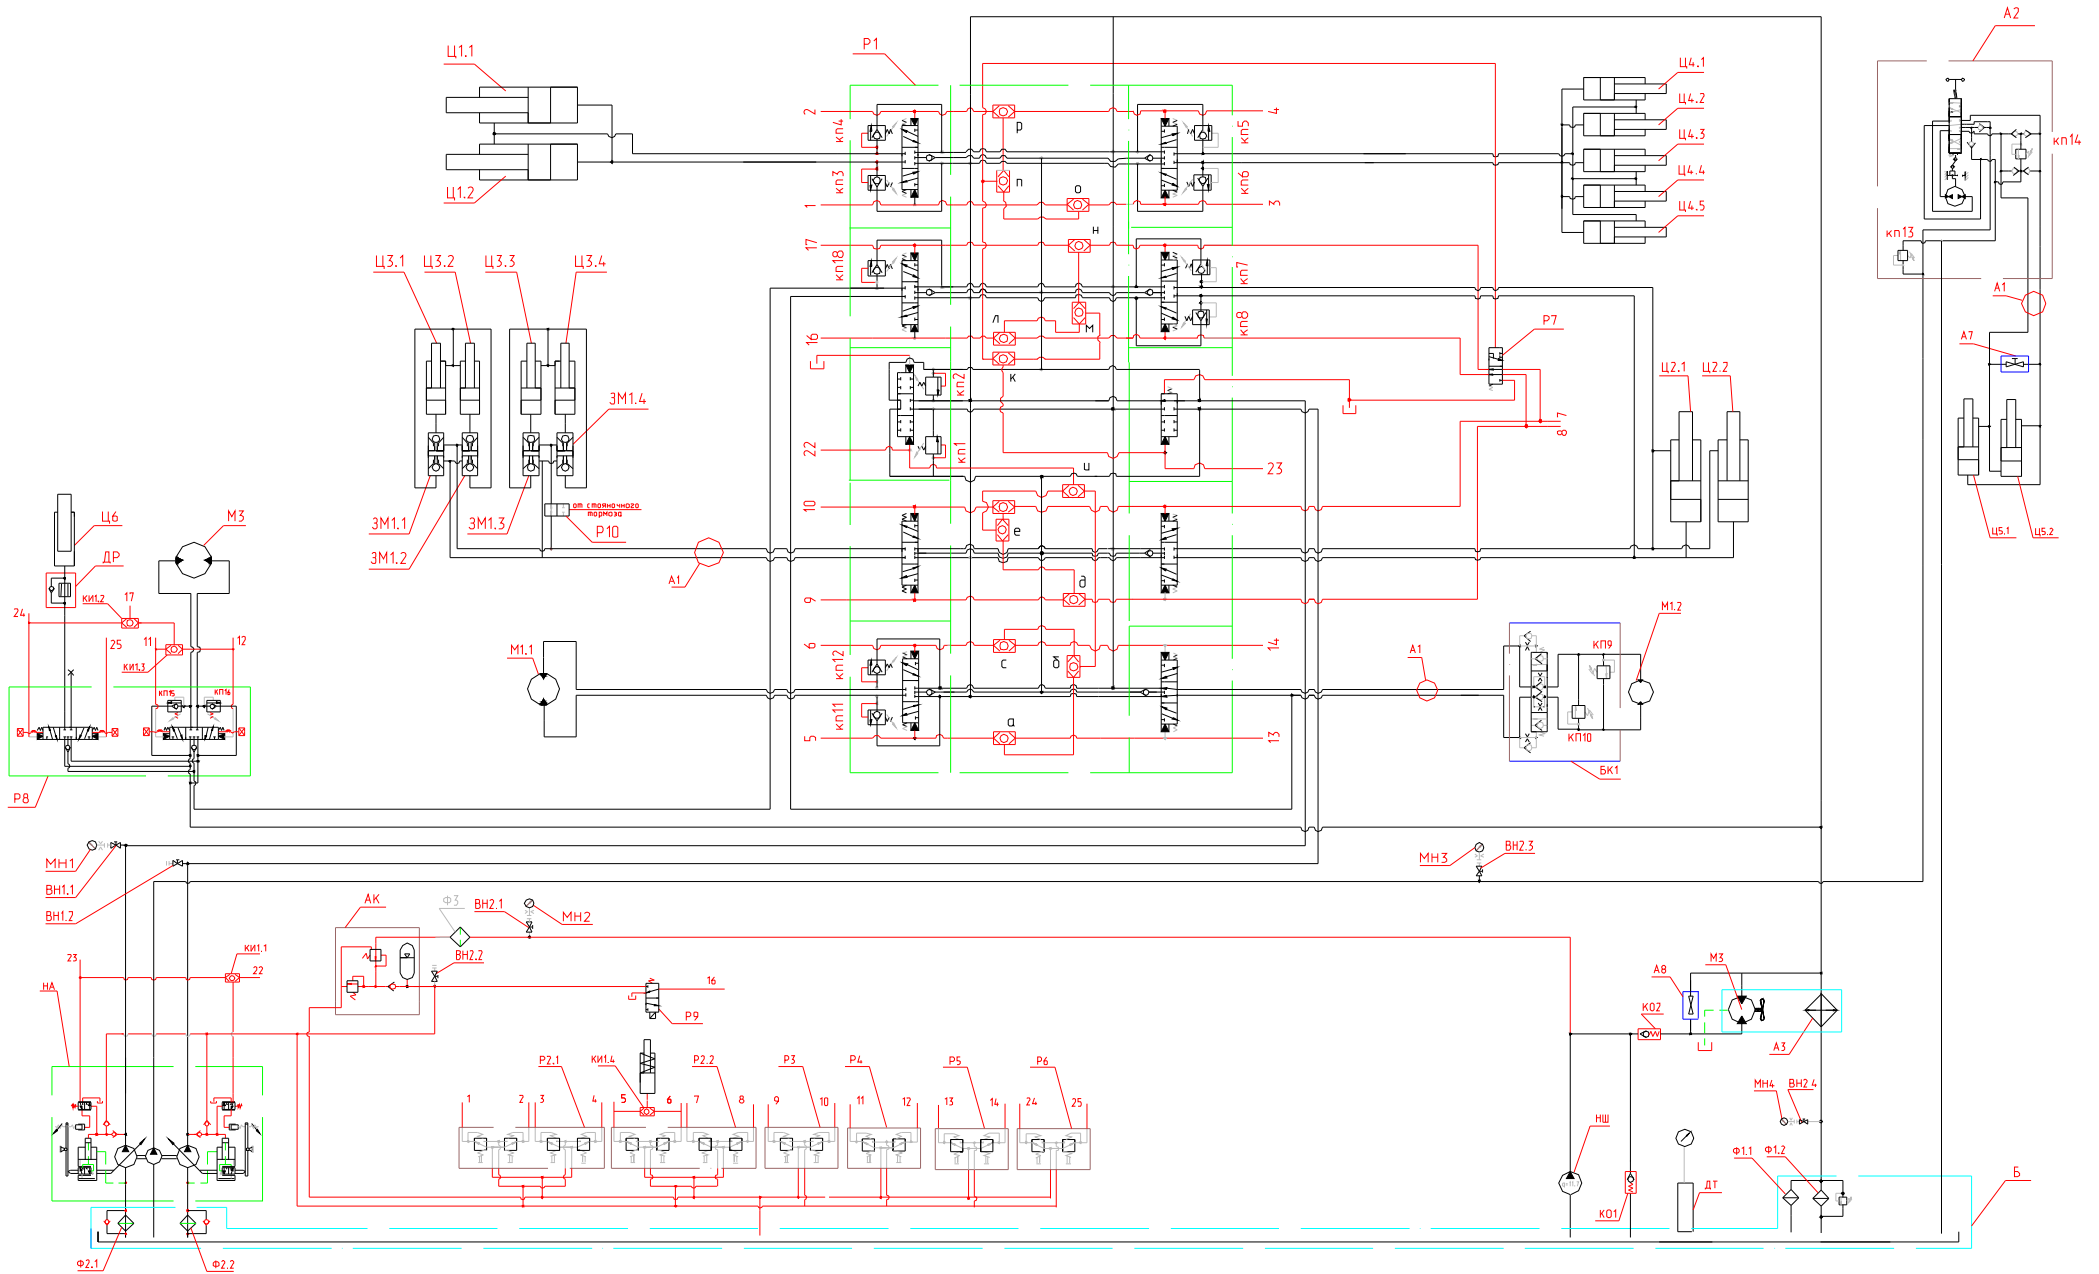 А2
Р1
Ц1.1
Ц4.1
Ц4.2
2
кп4
р
кп5
4
Ц4.3
кп14
Ц4.4
кп3
п
о
кп6
Ц1.2
1
3
Ц4.5
н
кп13
17
кп18
кп7
Ц3.1
Ц3.2
Ц3.3
Ц3.4
А1
л
м
кп8
Р7
16
А7
к
кп2
Ц2.1
Ц2.2
ЗМ1.4
7
8
22
кп1
и
23
10
от стояночного
тормоза
Ц6
М3
ЗМ1.1
ЗМ1.3
Р10
е
Ц5.1
Ц5.2
ДР
ЗМ1.2
А1
д
КИ1.2
17
9
24
М1.2
25
11
12
6
14
КП9
М1.1
кп12
с
б
А1
КИ1.3
КП15
КП16
кп11
а
5
13
КП10
БК1
Р8
МН1
МН3
ВН2.3
ВН1.1
АК
Ф3
ВН2.1
МН2
ВН1.2
КИ1.1
23
22
ВН2.2
М3
А8
НА
16
Р9
КО2
А3
Р2.1
КИ1.4
Р2.2
Р3
Р4
Р5
Р6
МН4
ВН2.4
1
2
3
4
5
6
7
8
9
10
11
12
13
14
24
25
НШ
Ф1.1
Ф1.2
Б
ДТ
КО1
Ф2.1
Ф2.2